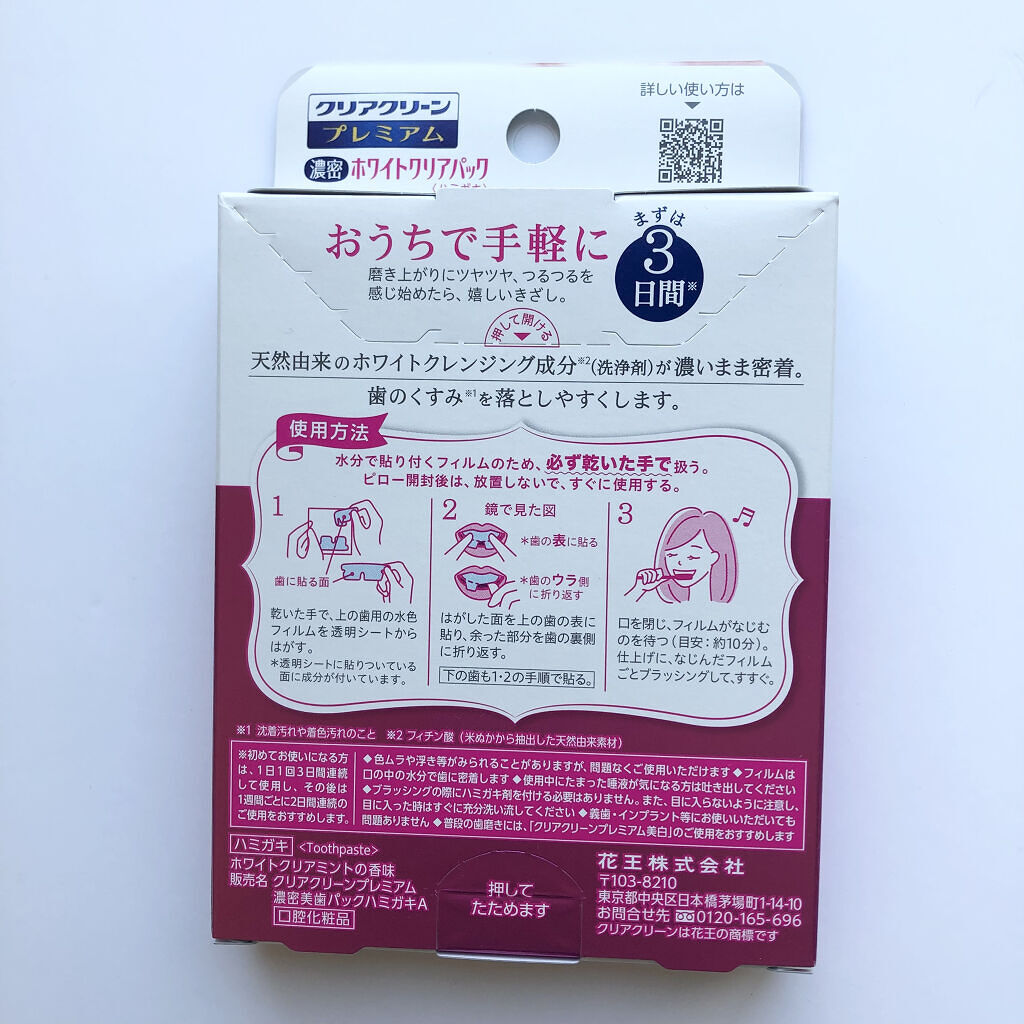 クリアクリーン
プレミアム
濃密 ホワイトクリアパック
(ハミガキ)
詳しい使い方は
おうちで手軽に
磨き上がりにツヤツヤ、つるつるを
感じ始めたら、嬉しいきざし。
まずは
3
日間※
押して開ける
天然由来のホワイトクレンジング成分※2(洗浄剤)が濃いまま密着。
歯のくすみ※1を落としやすくします。
使用方法
水分で貼り付くフィルムのため、必ず乾いた手で扱う。
ピロー開封後は、放置しないで、すぐに使用する。
1
歯に貼る面
乾いた手で、上の歯用の水色
フィルムを透明シートから
はがす。
*透明シートに貼りついている
面に成分が付いています。
2 鏡で見た図
*歯の表に貼る
*歯のウラ側
に折り返す
はがした面を上の歯の表に
貼り、余った部分を歯の裏側
に折り返す。
下の歯も1・2の手順で貼る。
3
口を閉じ、フィルムがなじむ
のを待つ(目安:約10分)。
仕上げに、なじんだフィルム
ごとブラッシングして、すすぐ。
※1 沈着汚れや着色汚れのこと ※2 フィチン酸(米ぬかから抽出した天然由来素材)
※初めてお使いになる方
は、1日1回3日間連続
して使用し、その後は
1週間ごとに2日間連続の
ご使用をおすすめします。
◆色ムラや浮き等がみられることがありますが、問題なくご使用いただけます◆フィルムは
口の中の水分で歯に密着します◆使用中にたまった唾液が気になる方は吐き出してください
◆ブラッシングの際にハミガキ剤を付ける必要はありません。また、目に入らないように注意し、
目に入った時はすぐに充分洗い流してください◆義歯・インプラント等にお使いいただいても
問題ありません◆普段の歯磨きには、「クリアクリーンプレミアム美白」のご使用をおすすめします
ハミガキ <Toothpaste>
ホワイトクリアミントの香味
販売名 クリアクリーンプレミアム
濃密美歯パックハミガキA
口腔化粧品
押して
たためます
花王株式会社
〒103-8210
東京都中央区日本橋茅場町1-14-10
お問合せ先 0120-165-696
クリアクリーンは花王の商標です